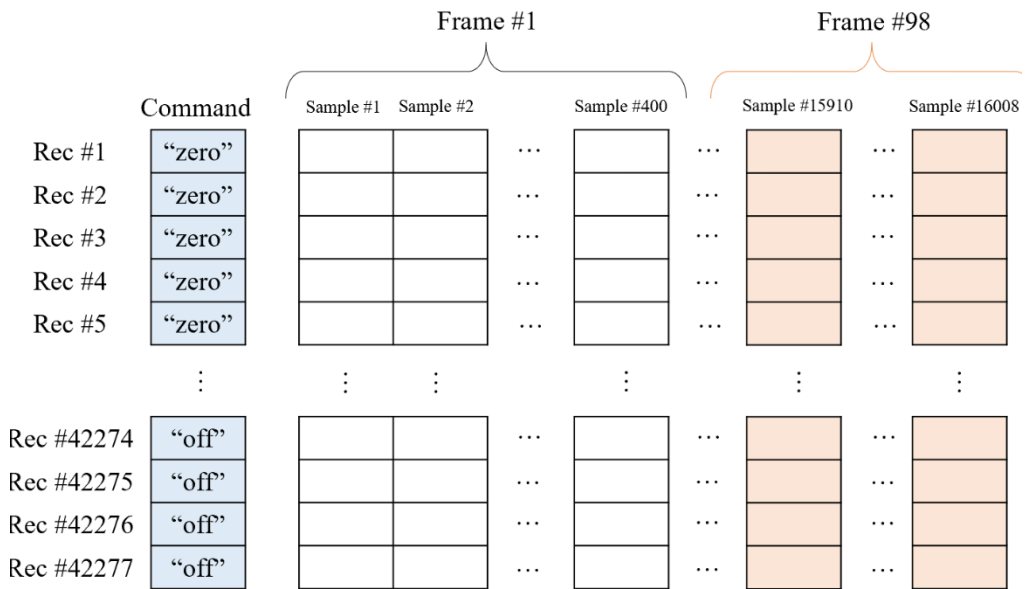 Frame #1 Frame #98
Command Sample #1 Sample #2 Sample #400 Sample #15910 Sample #16008
Rec #1 “zero” ... ... ...
Rec #2 “zero” ... ... ...
Rec #3 “zero” ... ... ...
Rec #4 “zero” ... ... ...
Rec #5 “zero” ... ... ...
⋮ ⋮ ⋮ ⋮ ⋮ ⋮
Rec #42274 “off” ... ... ...
Rec #42275 “off” ... ... ...
Rec #42276 “off” ... ... ...
Rec #42277 “off” ... ... ...